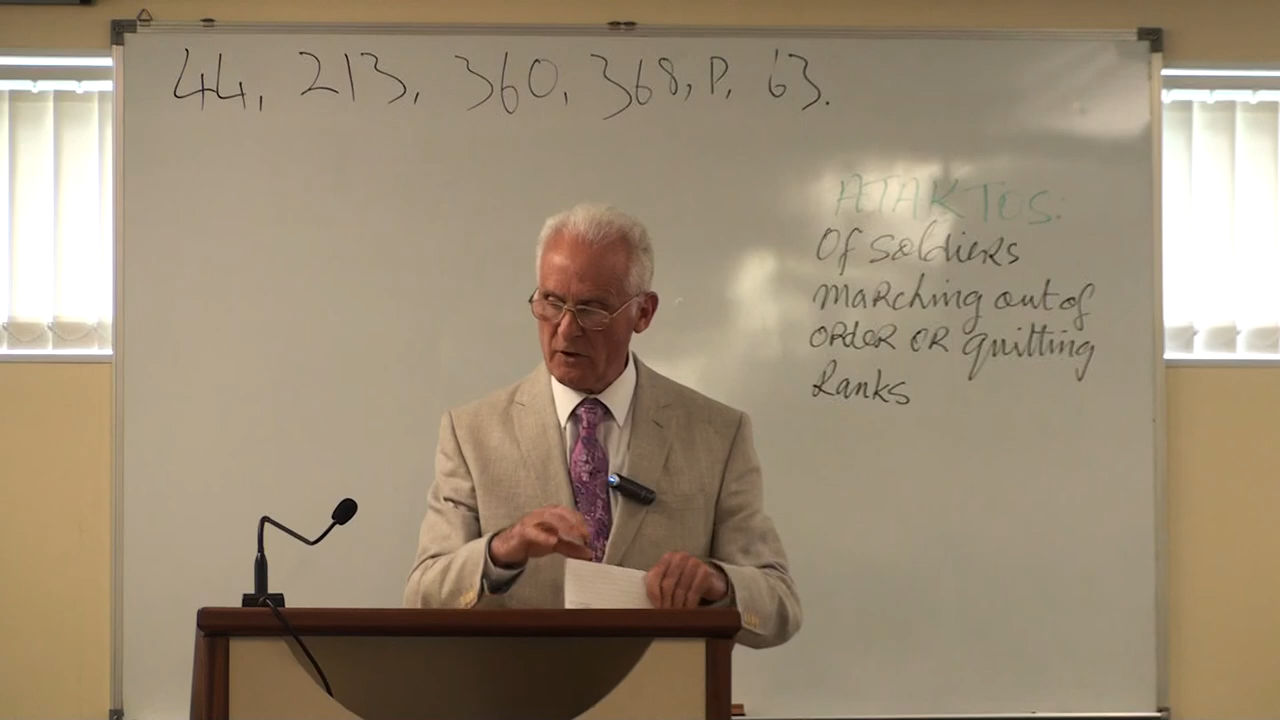 44, 213, 360, 368, P, 63.
ATAKTOS:
Of Soldiers
marching out of
order or quitting
Ranks